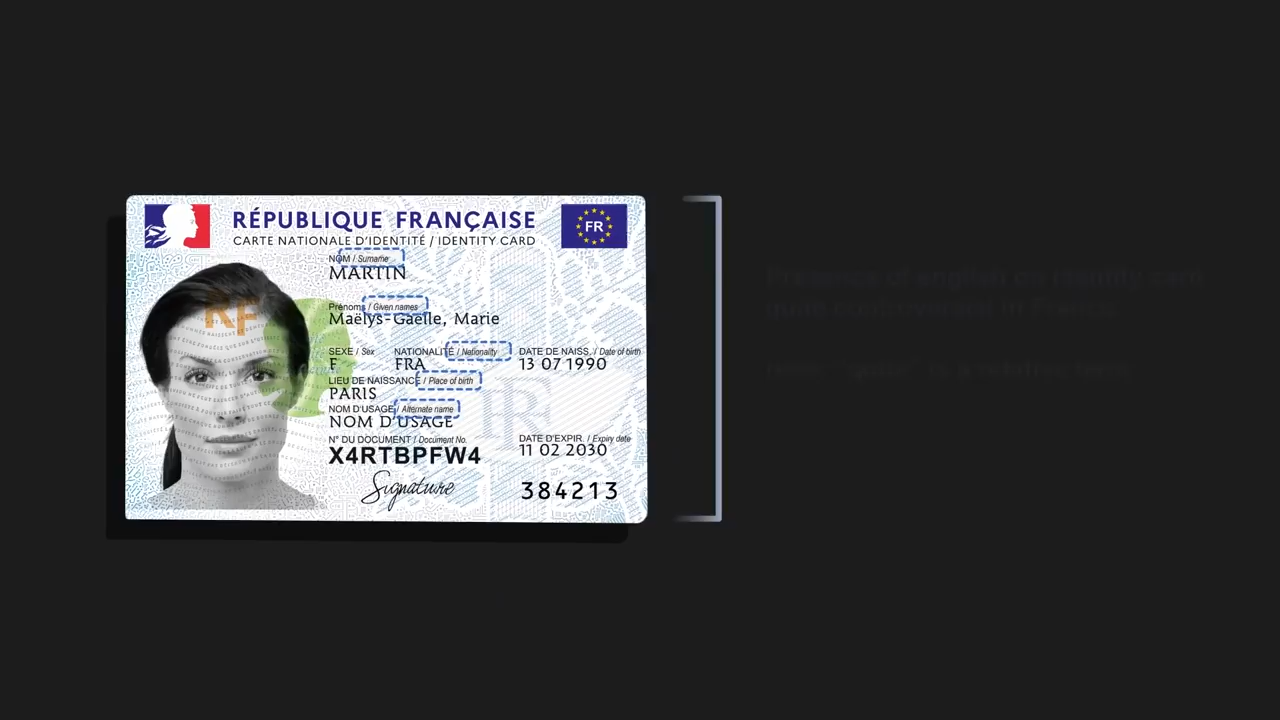 RÉPUBLIQUE FRANÇAISE
FR
CARTE NATIONALE D'IDENTITÉ / IDENTITY CARD
NOM / Surname
MARTIN
RF
Prénoms / Given names
Maëlys-Gaëlle, Marie
SEXE / Sex NATIONALITÉ / Nationality DATE DE NAISS. / Date of birth
F FRA 13 07 1990
LIEU DE NAISSANCE / Place of birth
PARIS
NOM D'USAGE / Alternate name
NOM D'USAGE
N° DU DOCUMENT / Document No. DATE D'EXPIR. / Expiry date
X4RTBPFW4 11 02 2030
Signature 384213